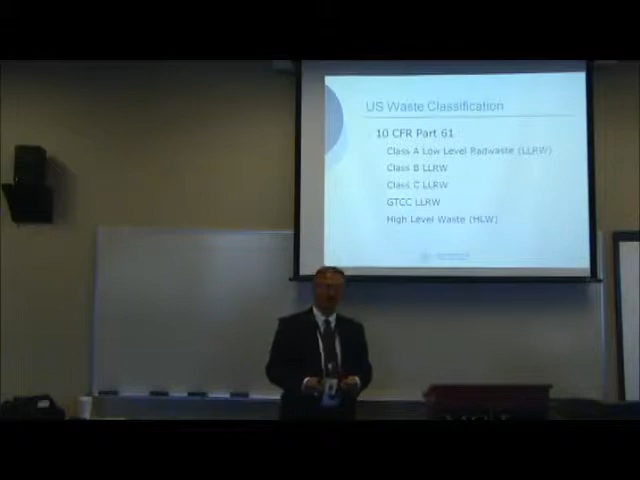 US Waste Classification
10 CFR Part 61
Class A Low Level Radwaste (LLRW)
Class B LLRW
Class C LLRW
GTCC LLRW
High Level Waste (HLW)